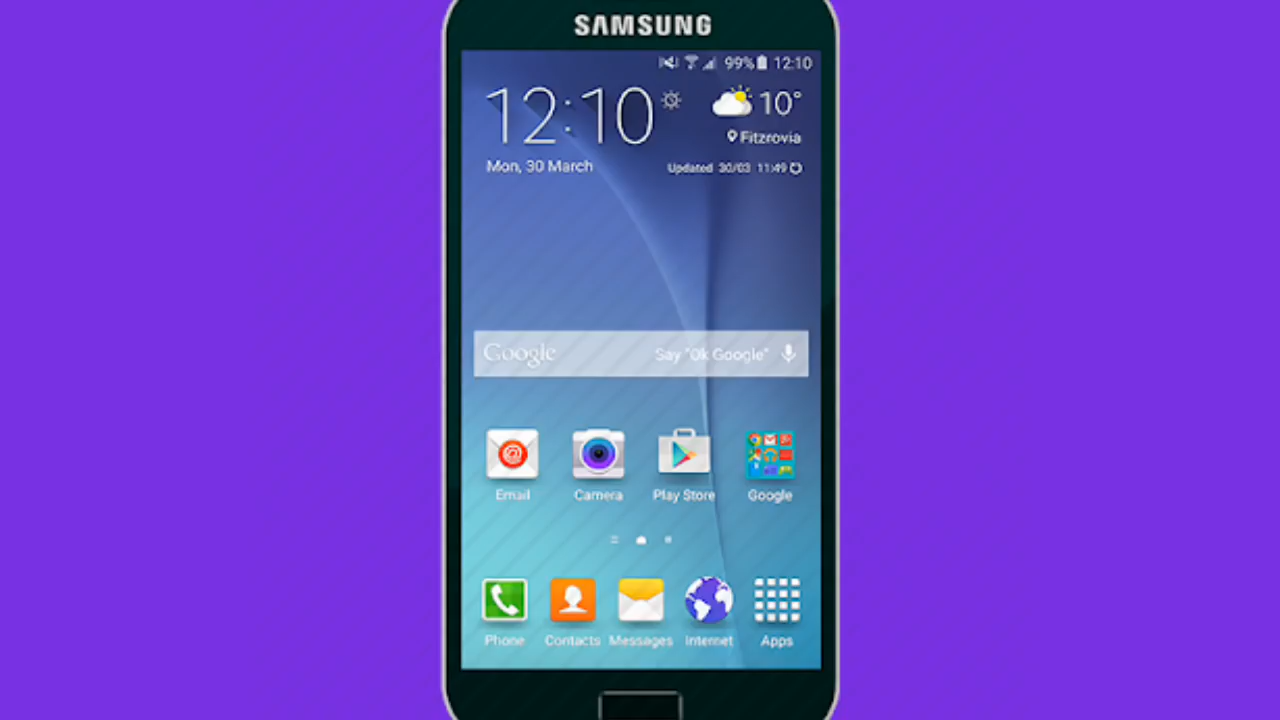 SAMSUNG
99% 12:10
12:10
10°
Fitzrovia
Mon, 30 March
Updated 30/03 11:49
Google
Say "Ok Google"
Email
Camera
Play Store
Google
Phone
Contacts
Messages
Internet
Apps